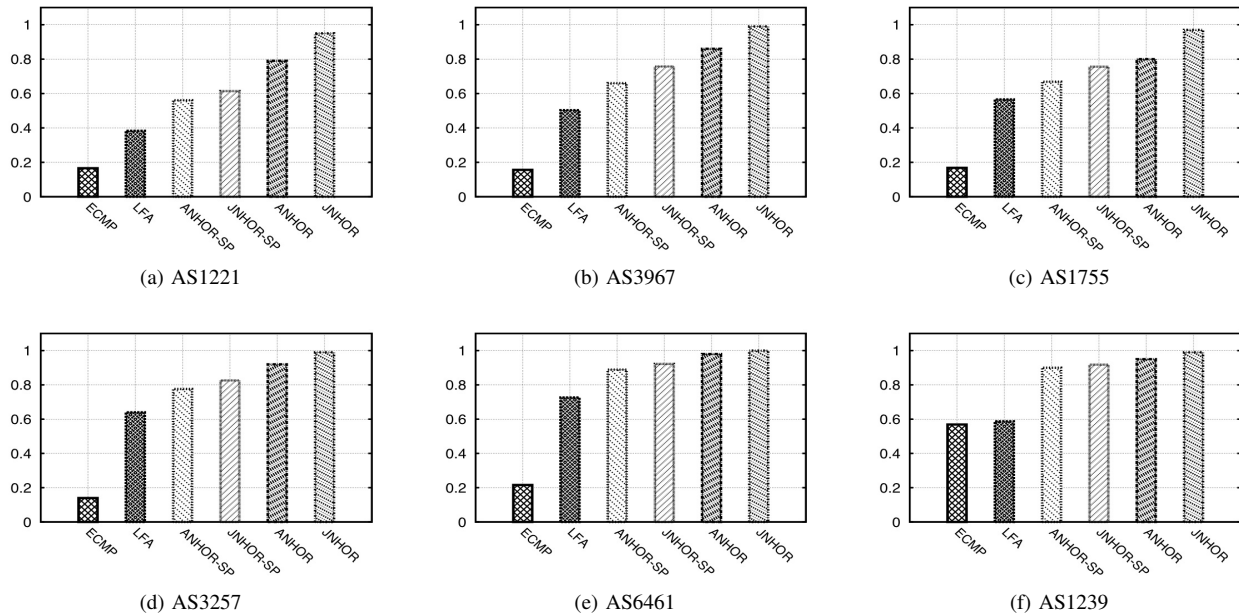 1
0.8
0.6
0.4
0.2
0
ECMP
LFA
ANHOR-SP
JNHOR-SP
ANHOR
JNHOR
(a) AS1221
1
0.8
0.6
0.4
0.2
0
ECMP
LFA
ANHOR-SP
JNHOR-SP
ANHOR
JNHOR
(b) AS3967
1
0.8
0.6
0.4
0.2
0
ECMP
LFA
ANHOR-SP
JNHOR-SP
ANHOR
JNHOR
(c) AS1755
1
0.8
0.6
0.4
0.2
0
ECMP
LFA
ANHOR-SP
JNHOR-SP
ANHOR
JNHOR
(d) AS3257
1
0.8
0.6
0.4
0.2
0
ECMP
LFA
ANHOR-SP
JNHOR-SP
ANHOR
JNHOR
(e) AS6461
1
0.8
0.6
0.4
0.2
0
ECMP
LFA
ANHOR-SP
JNHOR-SP
ANHOR
JNHOR
(f) AS1239